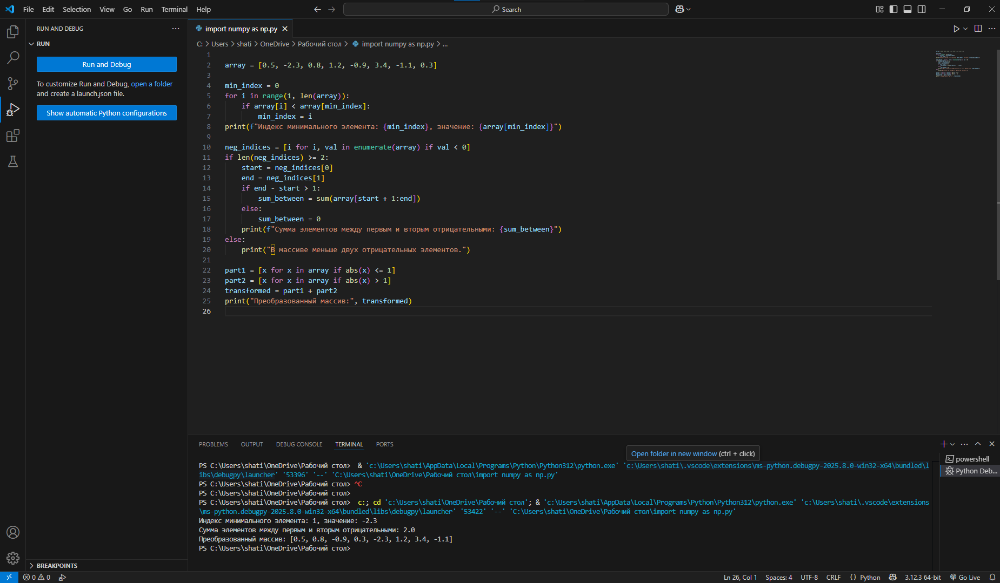 File Edit Selection View Go Run Terminal Help
Search
RUN AND DEBUG
RUN
Run and Debug
To customize Run and Debug, open a folder
and create a launch.json file.
Show automatic Python configurations
BREAKPOINTS
import numpy as np.py
C: > Users > shati > OneDrive > Рабочий стол > import numpy as np.py > ...
1
2 array = [0.5, -2.3, 0.8, 1.2, -0.9, 3.4, -1.1, 0.3]
3
4 min_index = 0
5 for i in range(1, len(array)):
6     if array[i] < array[min_index]:
7         min_index = i
8 print(f"Индекс минимального элемента: {min_index}, значение: {array[min_index]}")
9
10 neg_indices = [i for i, val in enumerate(array) if val < 0]
11 if len(neg_indices) >= 2:
12     start = neg_indices[0]
13     end = neg_indices[1]
14     if end - start > 1:
15         sum_between = sum(array[start + 1:end])
16     else:
17         sum_between = 0
18     print(f"Сумма элементов между первым и вторым отрицательными: {sum_between}")
19 else:
20     print("В массиве меньше двух отрицательных элементов.")
21
22 part1 = [x for x in array if abs(x) <= 1]
23 part2 = [x for x in array if abs(x) > 1]
24 transformed = part1 + part2
25 print("Преобразованный массив:", transformed)
26
PROBLEMS OUTPUT DEBUG CONSOLE TERMINAL PORTS
Open folder in new window (ctrl + click)
PS C:\Users\shati\OneDrive\Рабочий стол>  & 'c:\Users\shati\AppData\Local\Programs\Python\Python312\python.exe' 'c:\Users\shati\.vscode\extensions\ms-python.debugpy-2025.8.0-win32-x64\bundled\l
ibs\debugpy\launcher' '53396' '--' 'C:\Users\shati\OneDrive\Рабочий стол\import numpy as np.py'
PS C:\Users\shati\OneDrive\Рабочий стол> ^C
PS C:\Users\shati\OneDrive\Рабочий стол>
PS C:\Users\shati\OneDrive\Рабочий стол>  c:; cd 'c:\Users\shati\OneDrive\Рабочий стол'; & 'c:\Users\shati\AppData\Local\Programs\Python\Python312\python.exe' 'c:\Users\shati\.vscode\extensions
\ms-python.debugpy-2025.8.0-win32-x64\bundled\libs\debugpy\launcher' '53422' '--' 'C:\Users\shati\OneDrive\Рабочий стол\import numpy as np.py'
Индекс минимального элемента: 1, значение: -2.3
Сумма элементов между первым и вторым отрицательными: 2.0
Преобразованный массив: [0.5, 0.8, -0.9, 0.3, -2.3, 1.2, 3.4, -1.1]
PS C:\Users\shati\OneDrive\Рабочий стол>
powershell
Python Deb...
0 0
Ln 26, Col 1 Spaces: 4 UTF-8 CRLF {} Python 3.12.3 64-bit Go Live